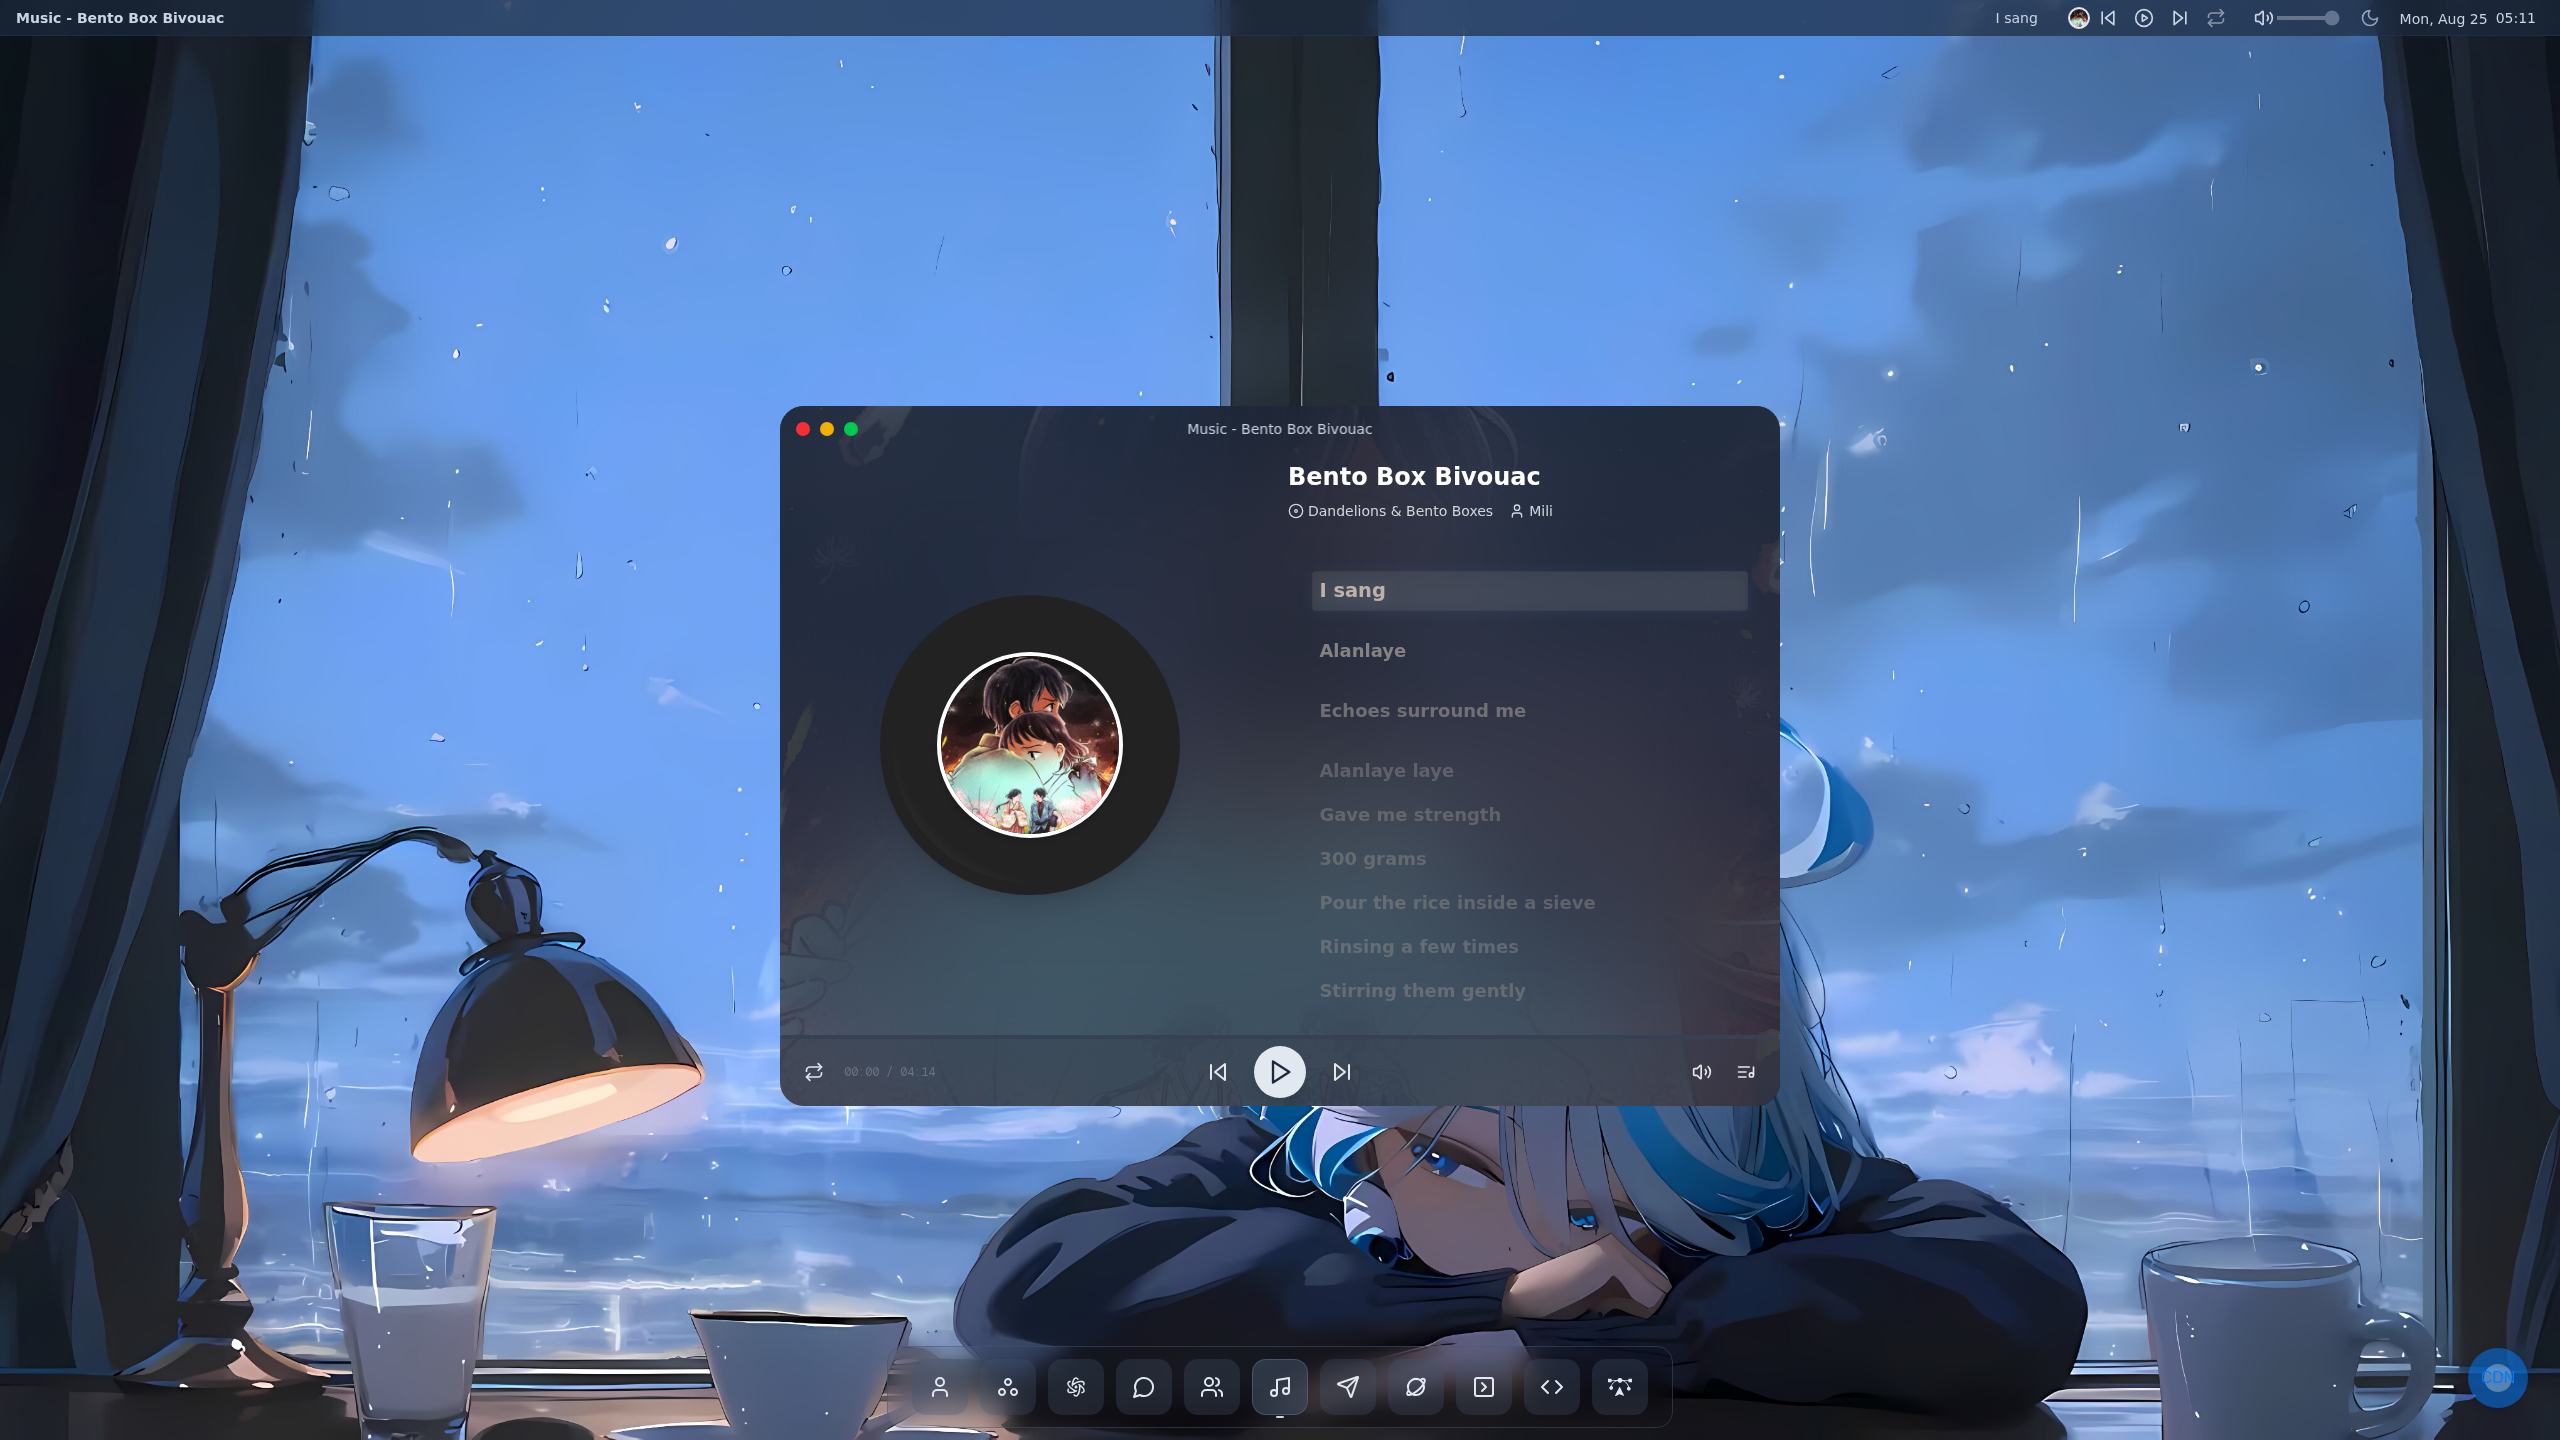 Music - Bento Box Bivouac
I sang
Mon, Aug 25 05:11
Music - Bento Box Bivouac
Bento Box Bivouac
Dandelions & Bento Boxes Mili
I sang
Alanlaye
Echoes surround me
Alanlaye laye
Gave me strength
300 grams
Pour the rice inside a sieve
Rinsing a few times
Stirring them gently
00:00 / 04:14
CDN